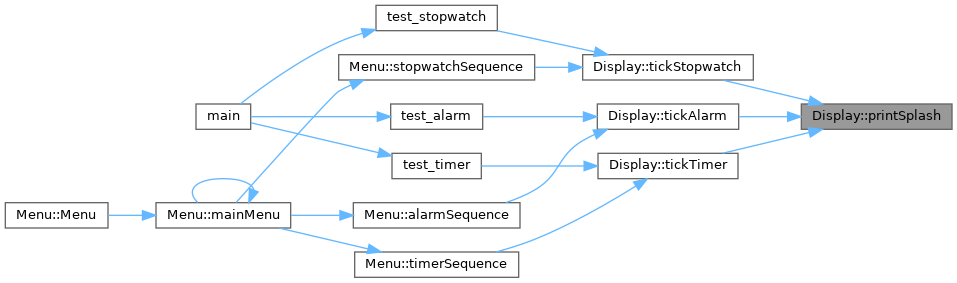 test_stopwatch
Menu::stopwatchSequence
Display::tickStopwatch
main
test_alarm
Display::tickAlarm
Display::printSplash
test_timer
Display::tickTimer
Menu::Menu
Menu::mainMenu
Menu::alarmSequence
Menu::timerSequence